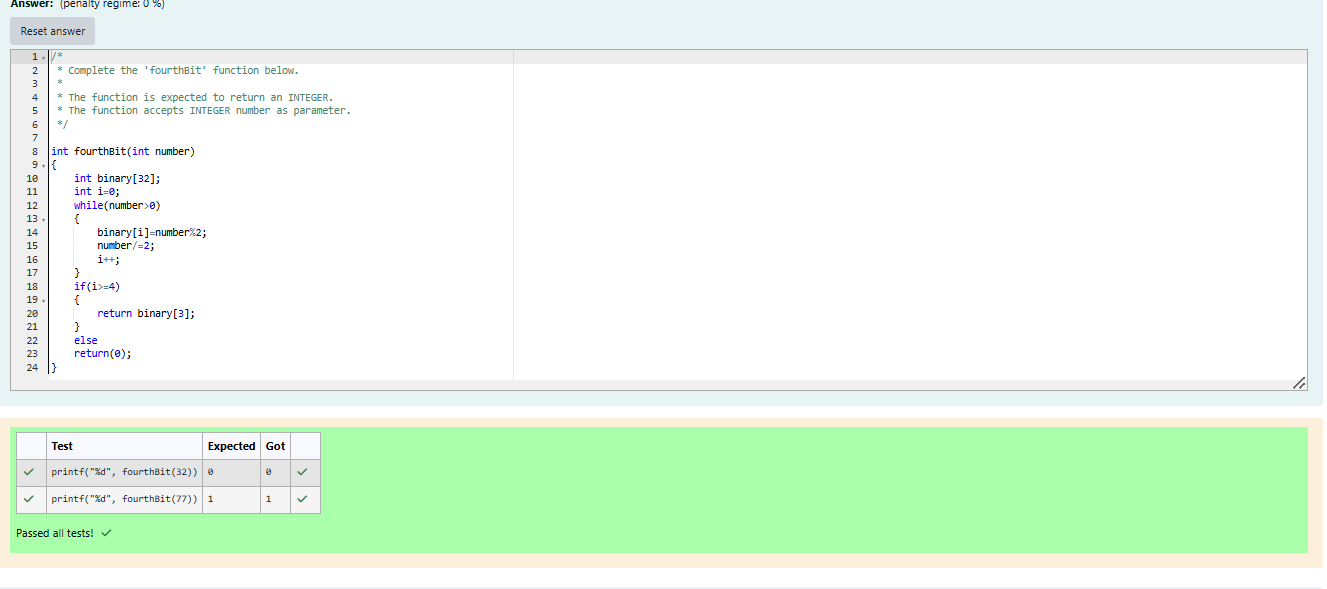 Answer: (penalty regime: 0 %)
Reset answer
1 /*
2  * Complete the 'fourthBit' function below.
3  *
4  * The function is expected to return an INTEGER.
5  * The function accepts INTEGER number as parameter.
6  */
7
8 int fourthBit(int number)
9 {
10     int binary[32];
11     int i=0;
12     while(number>0)
13     {
14         binary[i]=number%2;
15         number/=2;
16         i++;
17     }
18     if(i>=4)
19     {
20         return binary[3];
21     }
22     else
23     return(0);
24 }
Test Expected Got
printf("%d", fourthBit(32)) 0 0
printf("%d", fourthBit(77)) 1 1
Passed all tests!